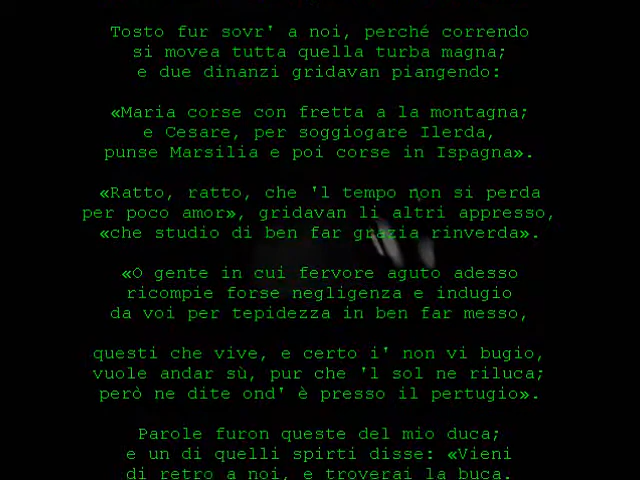 Tosto fur sovr' a noi, perché correndo
si movea tutta quella turba magna;
e due dinanzi gridavan piangendo:
«Maria corse con fretta a la montagna;
e Cesare, per soggiogare Ilerda,
punse Marsilia e poi corse in Ispagna».
«Ratto, ratto, che 'l tempo non si perda
per poco amor», gridavan li altri appresso,
«che studio di ben far grazia rinverda».
«O gente in cui fervore aguto adesso
ricompie forse negligenza e indugio
da voi per tepidezza in ben far messo,
questi che vive, e certo i' non vi bugio,
vuole andar sù, pur che 'l sol ne riluca;
però ne dite ond' è presso il pertugio».
Parole furon queste del mio duca;
e un di quelli spirti disse: «Vieni
di retro a noi, e troverai la buca.